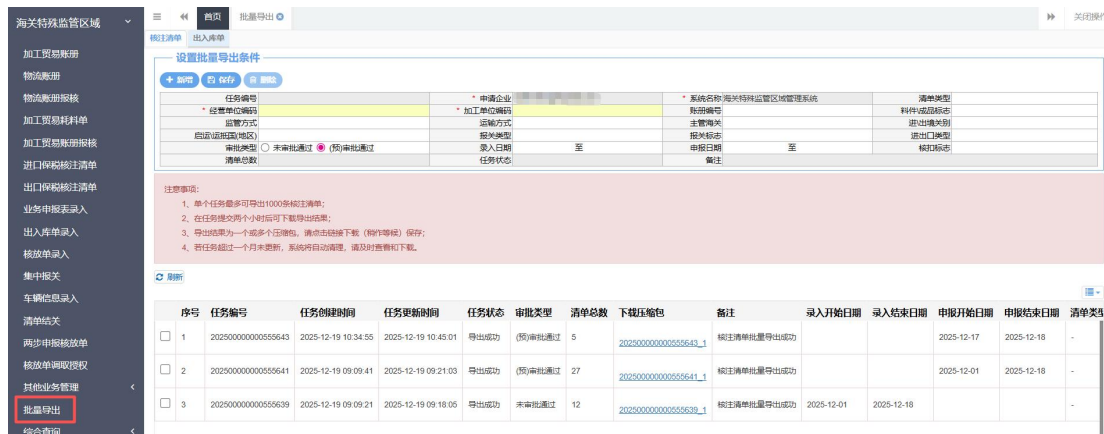 海关特殊监管区域
首页
批量导出
关闭操作
核注清单
出入库单
加工贸易账册
物流账册
物流账册报核
加工贸易耗料单
加工贸易账册报核
进口保税核注清单
出口保税核注清单
业务申报表录入
出入库单录入
核放单录入
集中报关
车辆信息录入
清单结关
两步申报核放单
核放单调取授权
其他业务管理
批量导出
综合查询
设置批量导出条件
+ 新增 保存 删除
任务编号 * 申请企业 * 系统名称 海关特殊监管区域管理系统 清单类型
* 经营单位编码 * 加工单位编码 账册编号 料件\成品标志
监管方式 运输方式 主管海关 进\出境关别
启运\运抵国(地区) 报关类型 报关标志 进出口类型
审批类型 未审批通过 (预)审批通过 录入日期 至 申报日期 至 核扣标志
清单总数 任务状态 备注
注意事项:
1、单个任务最多可导出1000条核注清单;
2、在任务提交两个小时后可下载导出结果;
3、导出结果为一个或多个压缩包，请点击链接下载（稍作等候）保存;
4、若任务超过一个月未更新，系统将自动清理，请及时查看和下载。
刷新
序号 任务编号 任务创建时间 任务更新时间 任务状态 审批类型 清单总数 下载压缩包 备注 录入开始日期 录入结束日期 申报开始日期 申报结束日期 清单类型
1 202500000000555643 2025-12-19 10:34:55 2025-12-19 10:45:01 导出成功 (预)审批通过 5 202500000000555643_1 核注清单批量导出成功 2025-12-17 2025-12-18 -
2 202500000000555641 2025-12-19 09:09:41 2025-12-19 09:21:03 导出成功 (预)审批通过 27 202500000000555641_1 核注清单批量导出成功 2025-12-01 2025-12-18 -
3 202500000000555639 2025-12-19 09:09:21 2025-12-19 09:18:05 导出成功 未审批通过 12 202500000000555639_1 核注清单批量导出成功 2025-12-01 2025-12-18 -